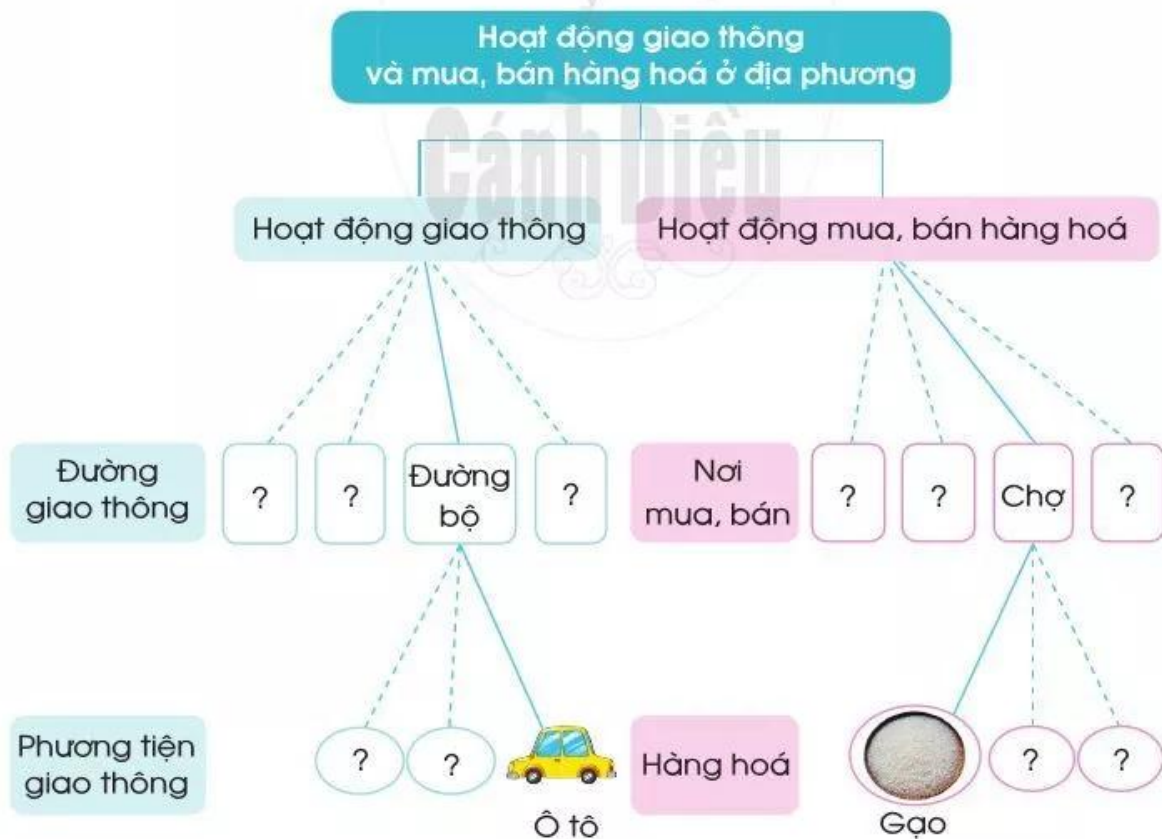 Hoạt động giao thông
và mua, bán hàng hoá ở địa phương
Cánh Diều
Hoạt động giao thông
Hoạt động mua, bán hàng hoá
Đường
giao thông
?
?
Đường
bộ
?
Nơi
mua, bán
?
?
Chợ
?
Phương tiện
giao thông
?
?
Ô tô
Hàng hoá
Gạo
?
?